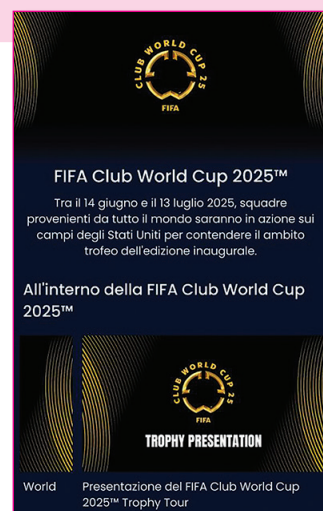 CLUB WORLD CUP 25
FIFA
FIFA Club World Cup 2025™
Tra il 14 giugno e il 13 luglio 2025, squadre
provenienti da tutto il mondo saranno in azione sui
campi degli Stati Uniti per contendere il ambito
trofeo dell'edizione inaugurale.
All'interno della FIFA Club World Cup
2025™
CLUB WORLD CUP 25
FIFA
TROPHY PRESENTATION
World
Presentazione del FIFA Club World Cup
2025™ Trophy Tour